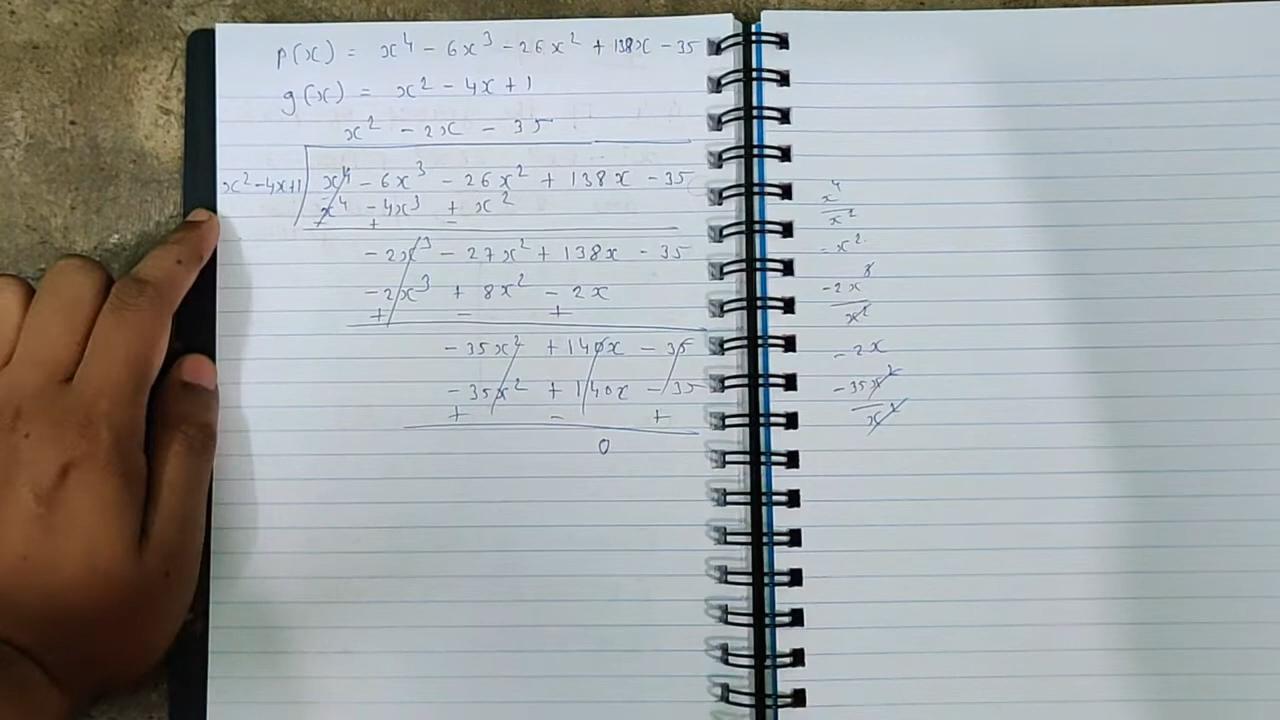 p(x) = x⁴ - 6x³ - 26x² + 138x - 35
g(x) = x² - 4x + 1
x² - 2x - 35
x² - 4x + 1 x⁴ - 6x³ - 26x² + 138x - 35
x⁴ - 4x³ + x²
- + -
- 2x³ - 27x² + 138x - 35
- 2x³ + 8x² - 2x
+ - +
- 35x² + 140x - 35
- 35x² + 140x - 35
+ - +
0
x⁴
x²
- x²
- 2x³
x²
- 2x
- 35x²
x²